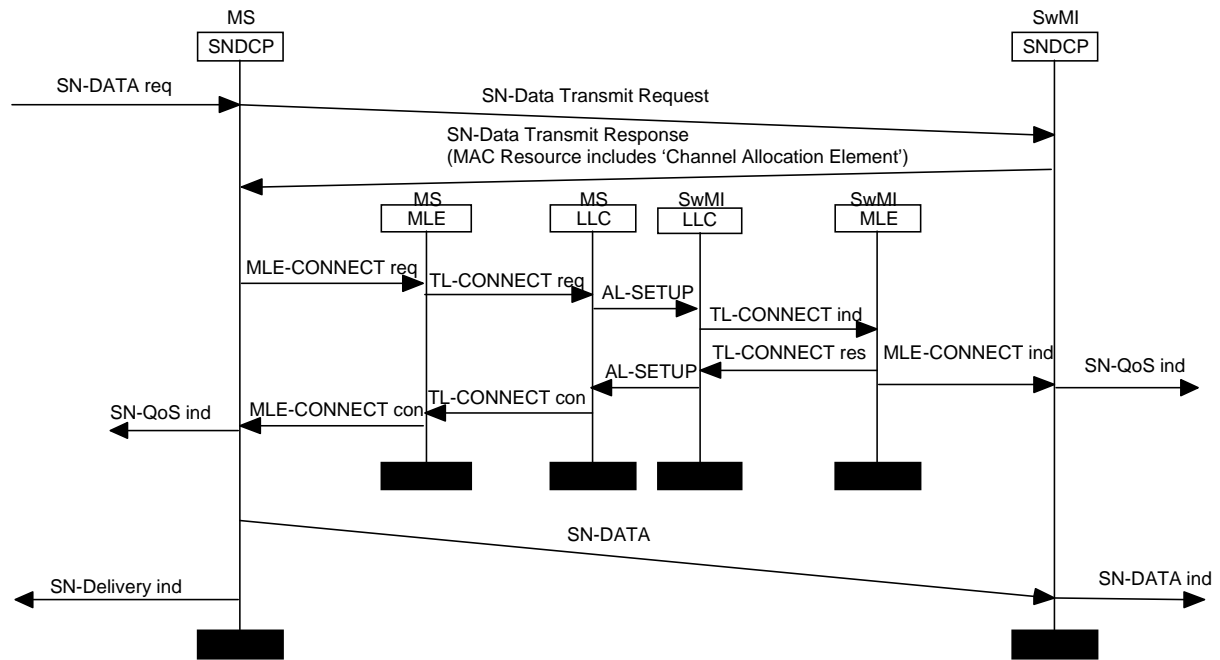 MS
SwMI
SNDCP
SNDCP
SN-DATA req
SN-Data Transmit Request
SN-Data Transmit Response
(MAC Resource includes ‘Channel Allocation Element’)
MS
MS
SwMI
SwMI
MLE
LLC
LLC
MLE
MLE-CONNECT req
TL-CONNECT req
AL-SETUP
TL-CONNECT ind
TL-CONNECT res
MLE-CONNECT ind
SN-QoS ind
AL-SETUP
TL-CONNECT con
MLE-CONNECT con
SN-QoS ind
SN-DATA
SN-Delivery ind
SN-DATA ind